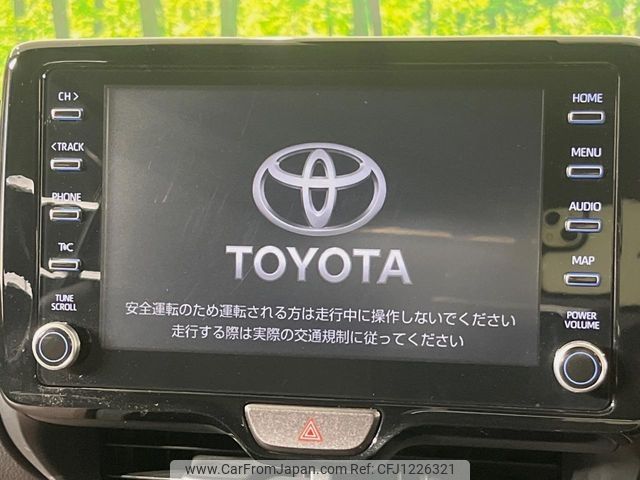 CH >
HOME
< TRACK
MENU
PHONE
AUDIO
T&C
MAP
TUNE
SCROLL
POWER
VOLUME
TOYOTA
安全運転のため運転される方は走行中に操作しないでください
走行する際は実際の交通規制に従ってください
www.CarFromJapan.com - CFJ1226321